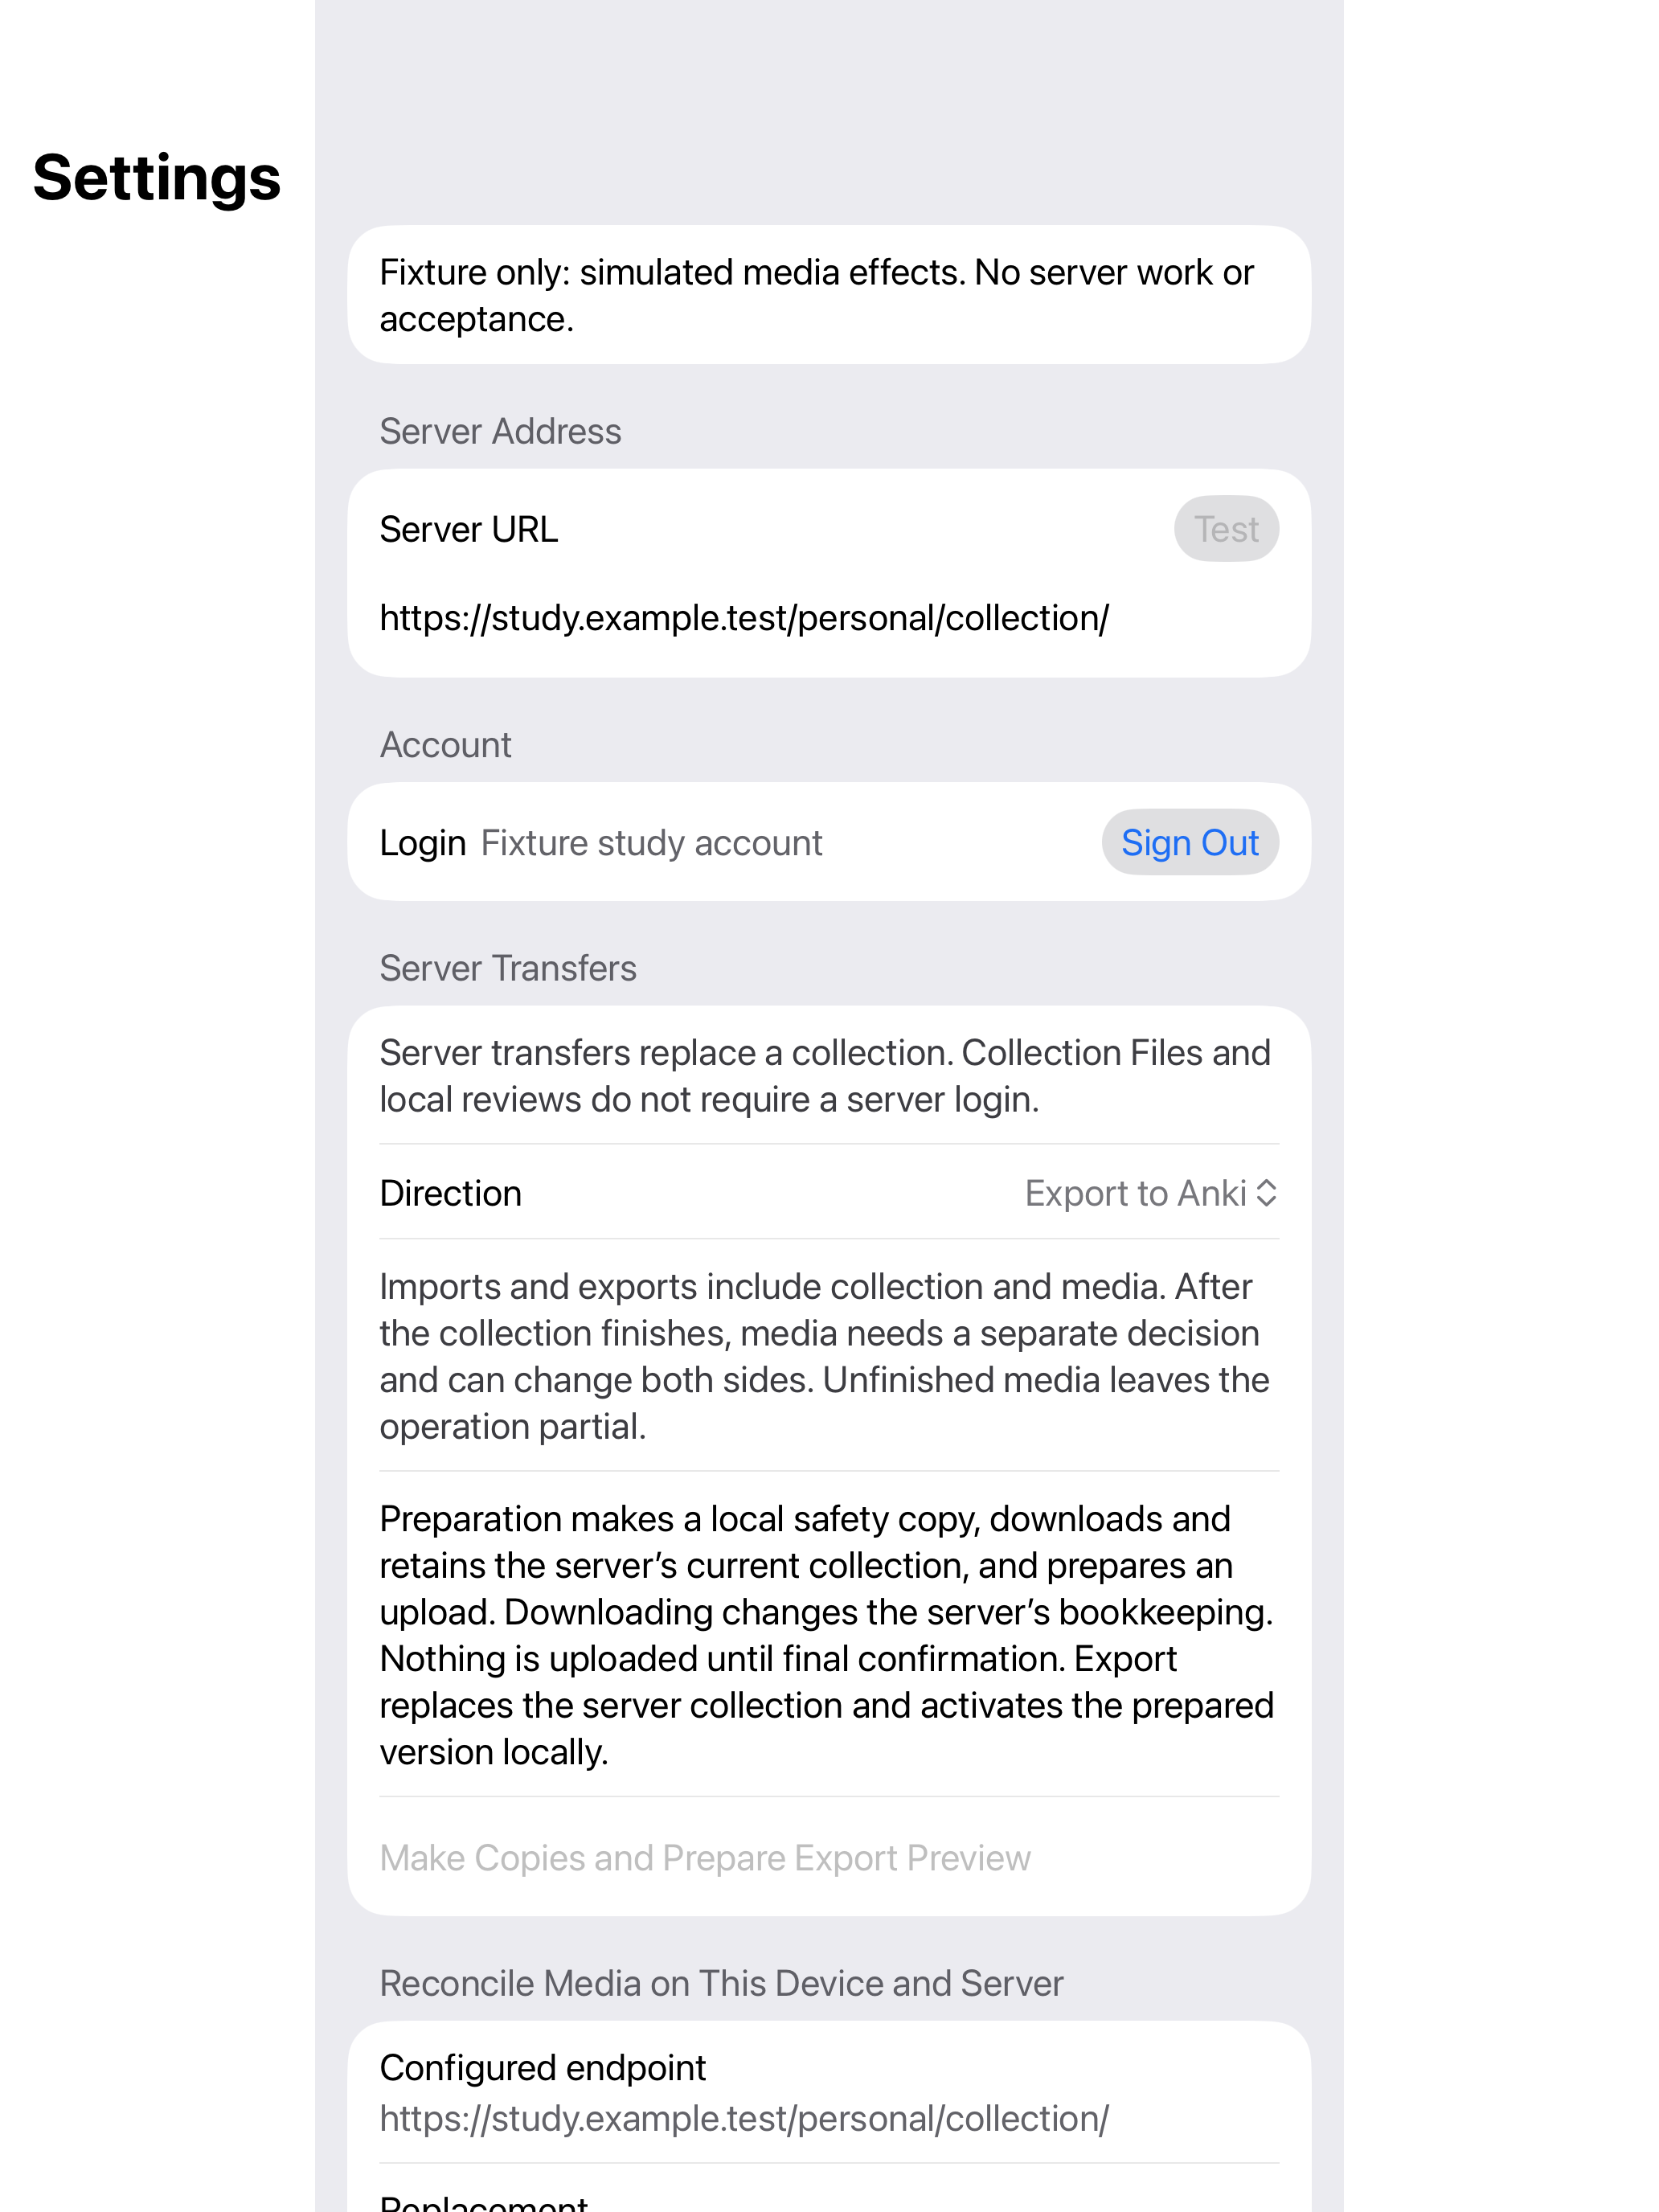 Settings
Fixture only: simulated media effects. No server work or
acceptance.
Server Address
Server URL
Test
https://study.example.test/personal/collection/
Account
Login Fixture study account
Sign Out
Server Transfers
Server transfers replace a collection. Collection Files and
local reviews do not require a server login.
Direction
Export to Anki
Imports and exports include collection and media. After
the collection finishes, media needs a separate decision
and can change both sides. Unfinished media leaves the
operation partial.
Preparation makes a local safety copy, downloads and
retains the server’s current collection, and prepares an
upload. Downloading changes the server’s bookkeeping.
Nothing is uploaded until final confirmation. Export
replaces the server collection and activates the prepared
version locally.
Make Copies and Prepare Export Preview
Reconcile Media on This Device and Server
Configured endpoint
https://study.example.test/personal/collection/
Replacement